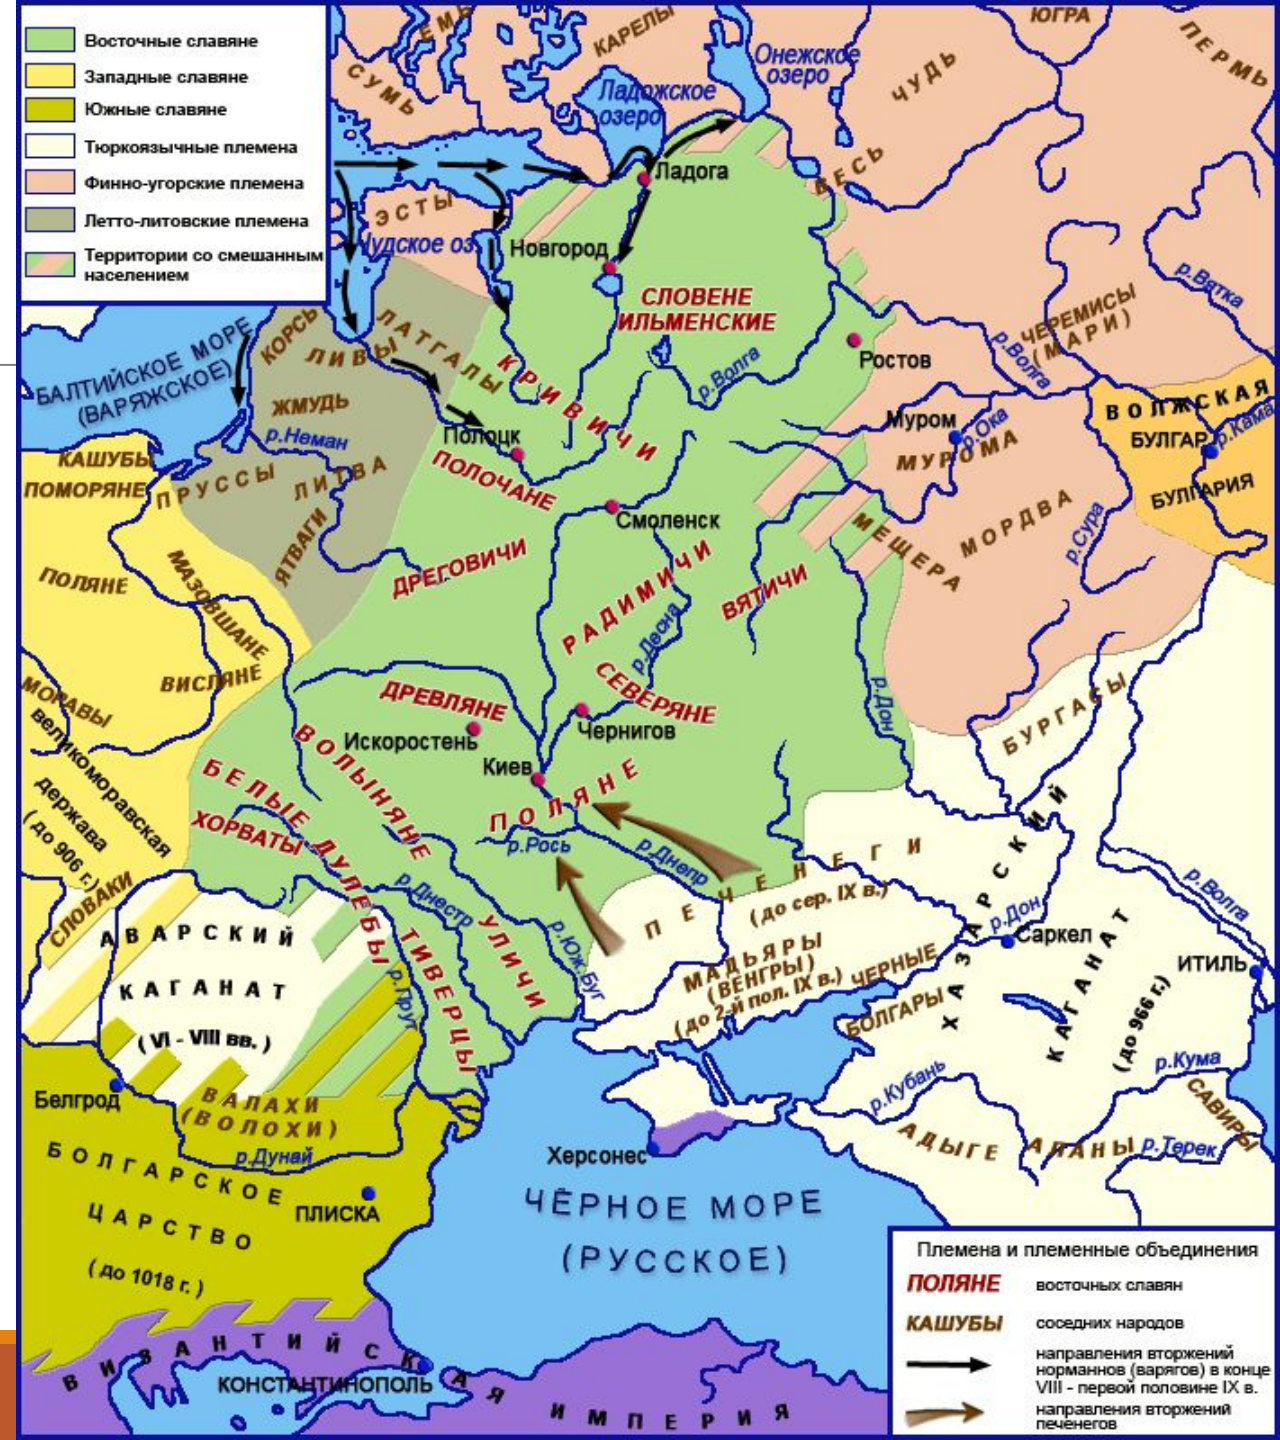 Восточные славяне
Западные славяне
Южные славяне
Тюркоязычные племена
Финно-угорские племена
Летто-литовские племена
Территории со смешанным
населением
ЕМЬ
СУМЬ
КАРЕЛЫ
Онежское
озеро
Ладожское
озеро
ЧУДЬ
ЮГРА
ПЕРМЬ
Ладога
ВЕСЬ
ЭСТЫ
Чудское оз.
Новгород
СЛОВЕНЕ
ИЛЬМЕНСКИЕ
р.Вятка
ЧЕРЕМИСЫ
(МАРИ)
р.Волга
Ростов
р.Волга
БАЛТИЙСКОЕ МОРЕ
(ВАРЯЖСКОЕ)
КОРСЬ
ЛИВЫ
ЛАТГАЛЫ
ЖМУДЬ
р.Неман
КРИВИЧИ
Полоцк
ПОЛОЧАНЕ
Муром
р.Ока
МУРОМА
ВОЛЖСКАЯ
БУЛГАР
р.Кама
БУЛГАРИЯ
КАШУБЫ
ПОМОРЯНЕ
ПРУССЫ
ЛИТВА
ЯТВАГИ
Смоленск
МЕЩЕРА
МОРДВА
р.Сура
ПОЛЯНЕ
МАЗОВШАНЕ
ДРЕГОВИЧИ
РАДИМИЧИ
ВЯТИЧИ
р.Десна
ВИСЛЯНЕ
МОРАВЫ
великоморавская
держава
(до 906 г.)
ДРЕВЛЯНЕ
СЕВЕРЯНЕ
Искоростень
Чернигов
Киев
р.Дон
БУРГАСЫ
ВОЛЫНЯНЕ
ПОЛЯНЕ
БЕЛЫЕ
ХОРВАТЫ
ДУЛЕБЫ
р.Рось
р.Днепр
р.Днестр
СЛОВАКИ
АВАРСКИЙ
КАГАНАТ
(VI - VIII вв.)
р.Прут
ТИВЕРЦЫ
УЛИЧИ
р.Юж.Буг
ПЕЧЕНЕГИ
(до сер. IX в.)
МАДЬЯРЫ
(ВЕНГРЫ)
(до 2-й пол. IX в.)
ЧЕРНЫЕ
БОЛГАРЫ
ХАЗАРСКИЙ
КАГАНАТ
(до 966 г.)
р.Дон
Саркел
р.Волга
ИТИЛЬ
р.Кума
р.Кубань
САВИРЫ
АДЫГЕ
АЛАНЫ
р.Терек
Белград
ВАЛАХИ
(ВОЛОХИ)
р.Дунай
БОЛГАРСКОЕ
ЦАРСТВО
(до 1018 г.)
ПЛИСКА
Херсонес
ЧЁРНОЕ МОРЕ
(РУССКОЕ)
ВИЗАНТИЙСКАЯ ИМПЕРИЯ
КОНСТАНТИНОПОЛЬ
Племена и племенные объединения
ПОЛЯНЕ восточных славян
КАШУБЫ соседних народов
направления вторжений
норманнов (варягов) в конце
VIII - первой половине IX в.
направления вторжений
печенегов